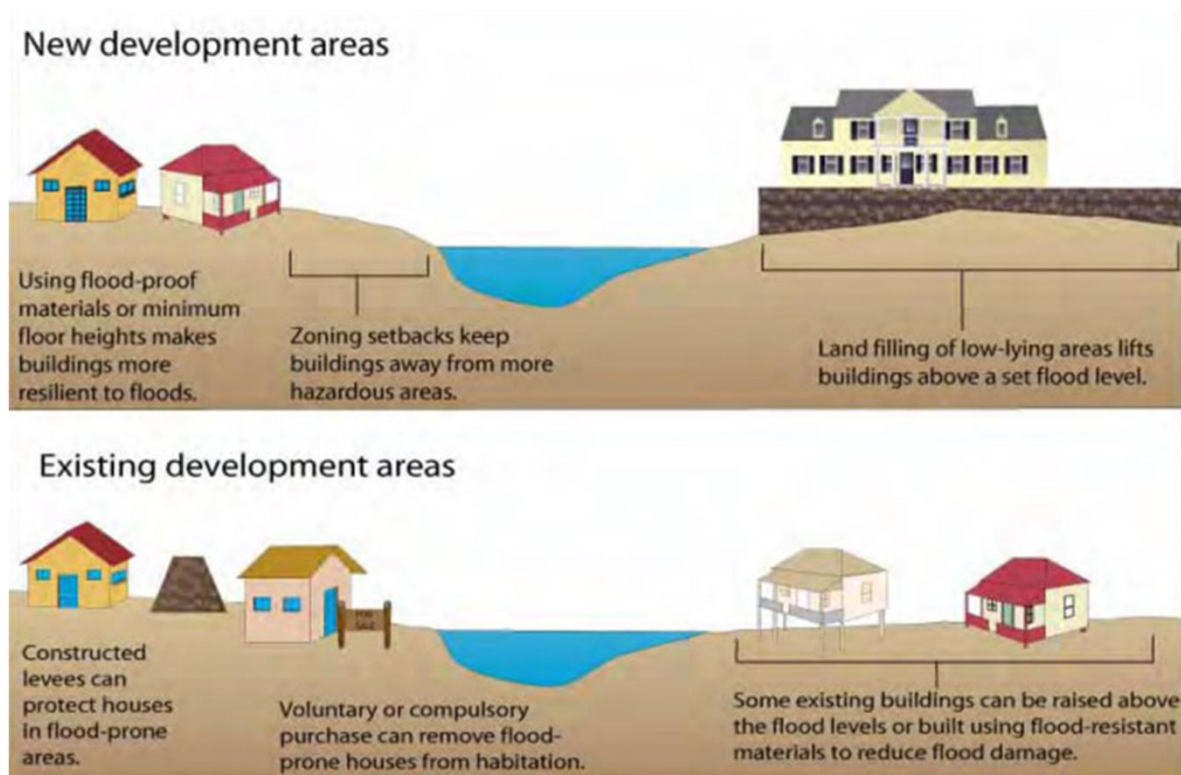 New development areas
Using flood-proof
materials or minimum
floor heights makes
buildings more
resilient to floods.
Zoning setbacks keep
buildings away from more
hazardous areas.
Land filling of low-lying areas lifts
buildings above a set flood level.
Existing development areas
FOR
SALE
Constructed
levees can
protect houses
in flood-prone
areas.
Voluntary or compulsory
purchase can remove flood-
prone houses from habitation.
Some existing buildings can be raised above
the flood levels or built using flood-resistant
materials to reduce flood damage.